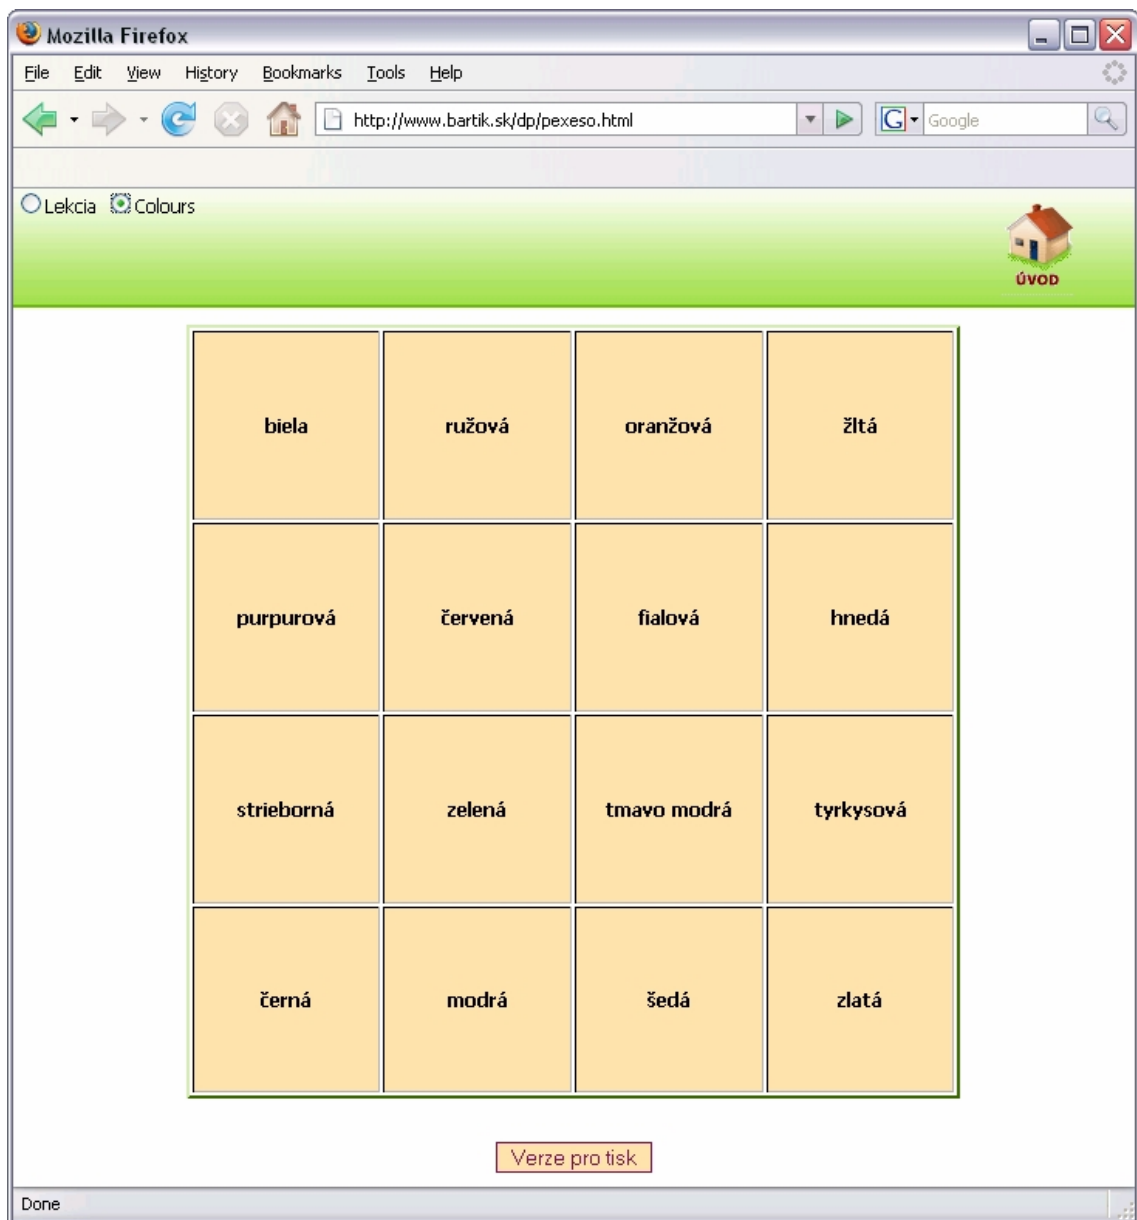 Mozilla Firefox
File Edit View History Bookmarks Tools Help
http://www.bartik.sk/dp/pexeso.html G Google
Lekcia Colours
ÚVOD
biela ružová oranžová žltá
purpurová červená fialová hnedá
strieborná zelená tmavo modrá tyrkysová
černá modrá šedá zlatá
Verze pro tisk
Done